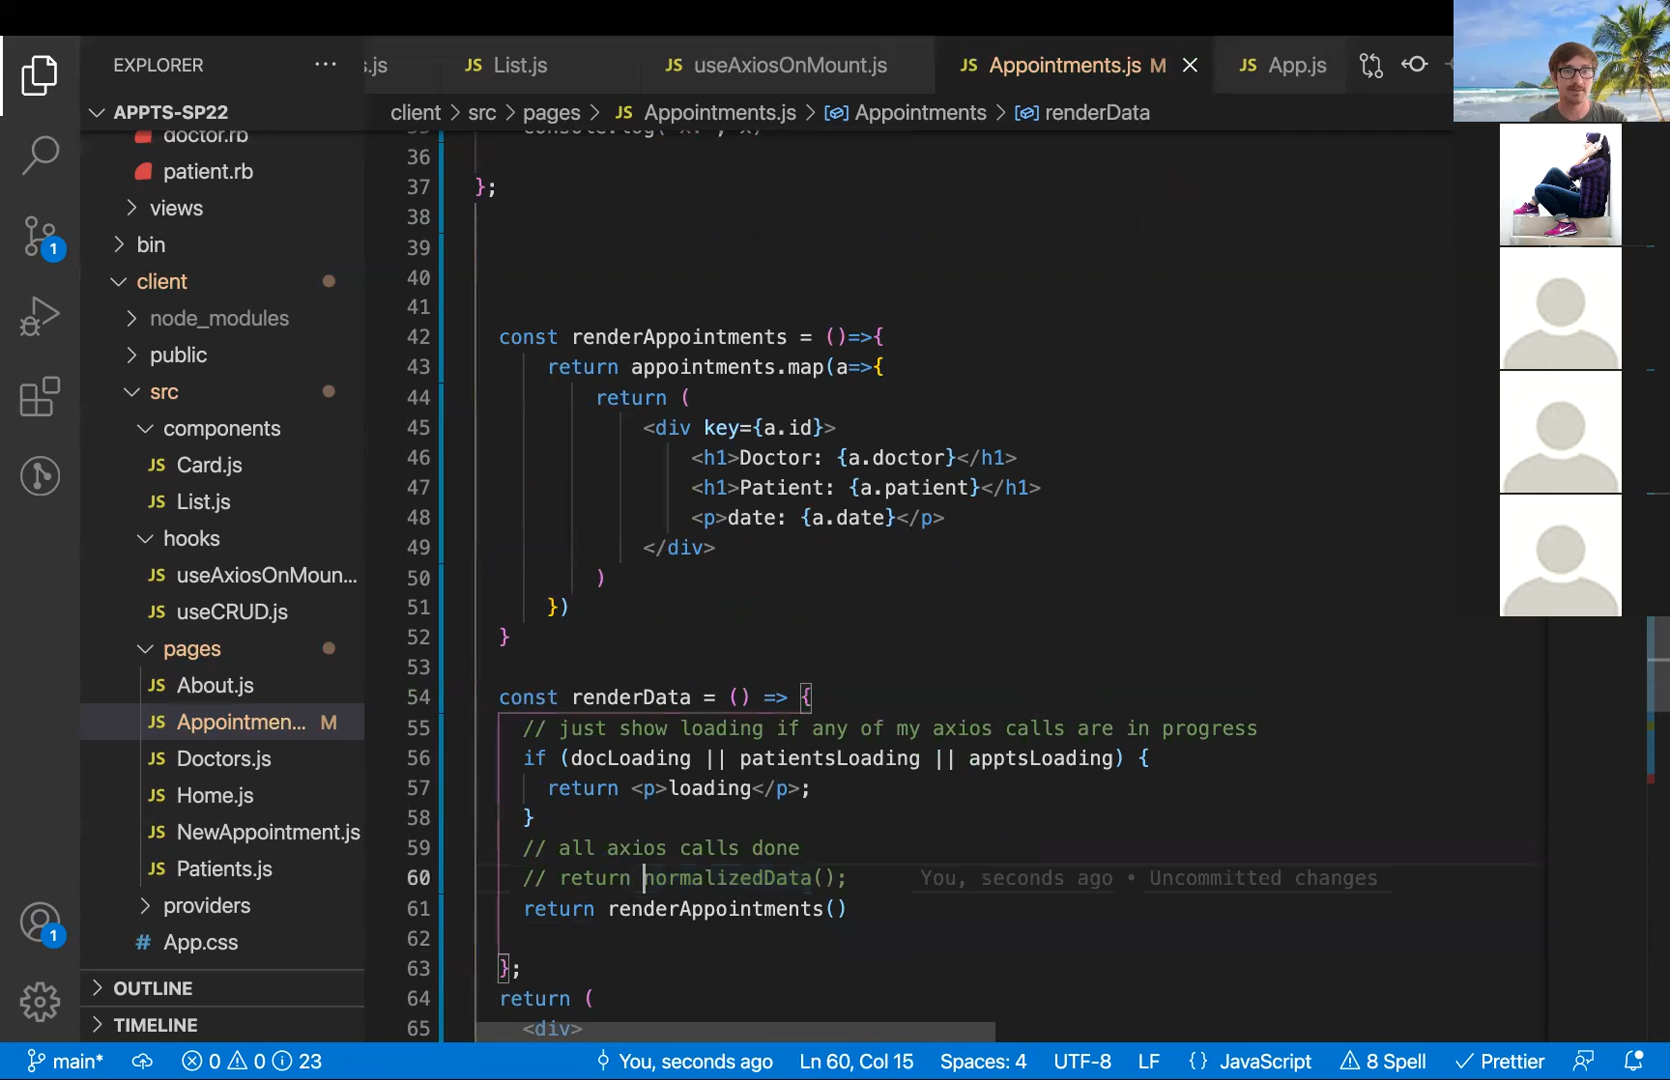 EXPLORER
APPTS-SP22
doctor.rb
patient.rb
views
bin
client
node_modules
public
src
components
JS Card.js
JS List.js
hooks
JS useAxiosOnMoun...
JS useCRUD.js
pages
JS About.js
JS Appointmen... M
JS Doctors.js
JS Home.js
JS NewAppointment.js
JS Patients.js
providers
# App.css
OUTLINE
TIMELINE
1
1
s.js
JS List.js
JS useAxiosOnMount.js
JS Appointments.js M
JS App.js
client > src > pages > JS Appointments.js > Appointments > renderData
36
37 };
38
39
40
41
42 const renderAppointments = ()=>{
43 return appointments.map(a=>{
44 return (
45 <div key={a.id}>
46 <h1>Doctor: {a.doctor}</h1>
47 <h1>Patient: {a.patient}</h1>
48 <p>date: {a.date}</p>
49 </div>
50 )
51 })
52 }
53
54 const renderData = () => {
55 // just show loading if any of my axios calls are in progress
56 if (docLoading || patientsLoading || apptsLoading) {
57 return <p>loading</p>;
58 }
59 // all axios calls done
60 // return normalizedData(); You, seconds ago • Uncommitted changes
61 return renderAppointments()
62
63 };
64 return (
65 <div>
main* 0 0 23 You, seconds ago Ln 60, Col 15 Spaces: 4 UTF-8 LF {} JavaScript 8 Spell Prettier